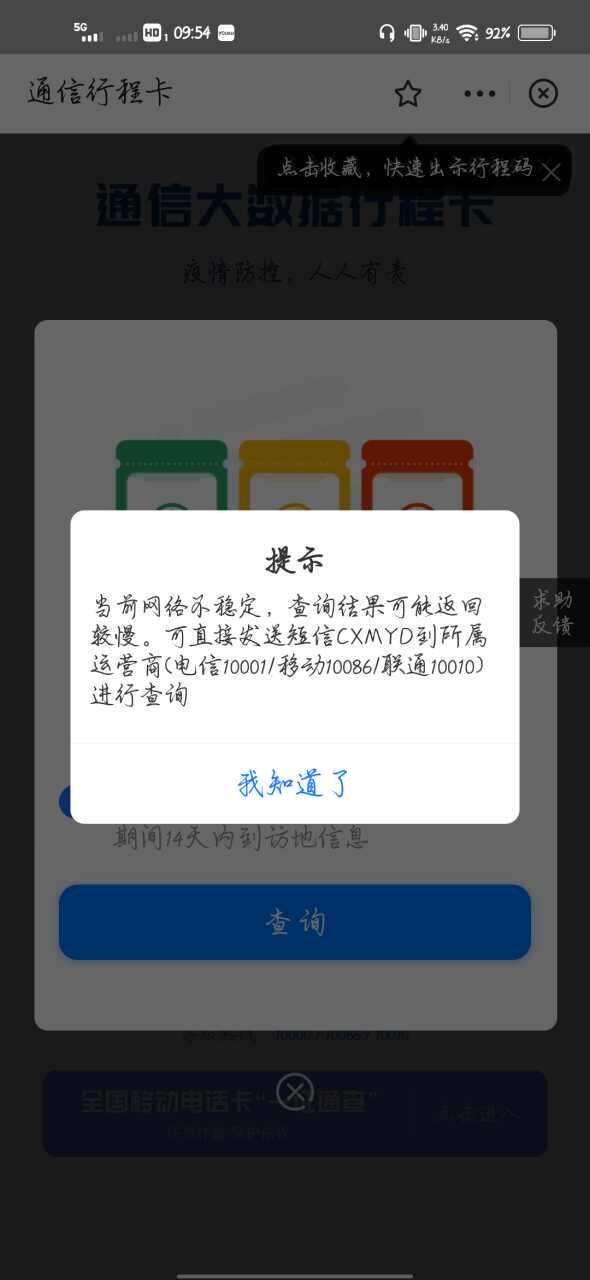 5G HD 1 09:54 YOUKU 3.40 KB/s 92%
通信行程卡
点击收藏，快速出示行程码
通信大数据行程卡
疫情防控，人人有责
提示
当前网络不稳定，查询结果可能返回
较慢。可直接发送短信CXMYD到所属
运营商(电信10001/移动10086/联通10010)
进行查询
我知道了
求助
反馈
期间14天内到访地信息
查询
全国移动电话卡“一证通查”
点击进入